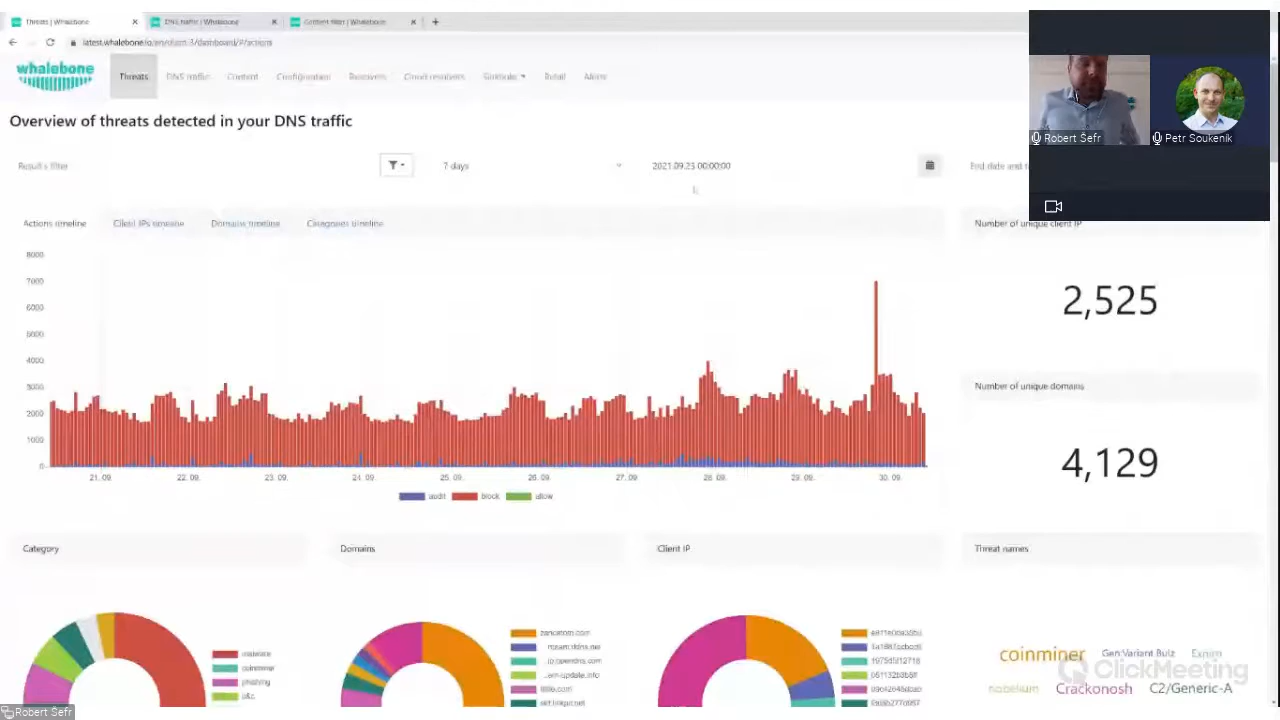 Threats | Whalebone
DNS traffic | Whalebone
Content filter | Whalebone
whalebone
Threats
DNS traffic
Content
Configuration
Resolvers
Cloud resolvers
Alerts
Robert Sefr
Petr Soukenik
Overview of threats detected in your DNS traffic
Results filter
7 days
2021.09.23 00:00:00
Actions timeline
Client IPs timeline
Domains timeline
Categories timeline
Number of unique client IP
8000
7000
6000
5000
4000
3000
2000
1000
0
2,525
Number of unique domains
4,129
21. 09.
22. 09.
23. 09.
24. 09.
25. 09.
26. 09.
27. 09.
28. 09.
29. 09.
30. 09.
audit
block
allow
Category
Domains
Client IP
Threat names
malware
coinminer
phishing
c&c
coinminer
Gen:Variant Bulz
Crackonosh
C2/Generic-A
ClickMeeting
Robert Sefr